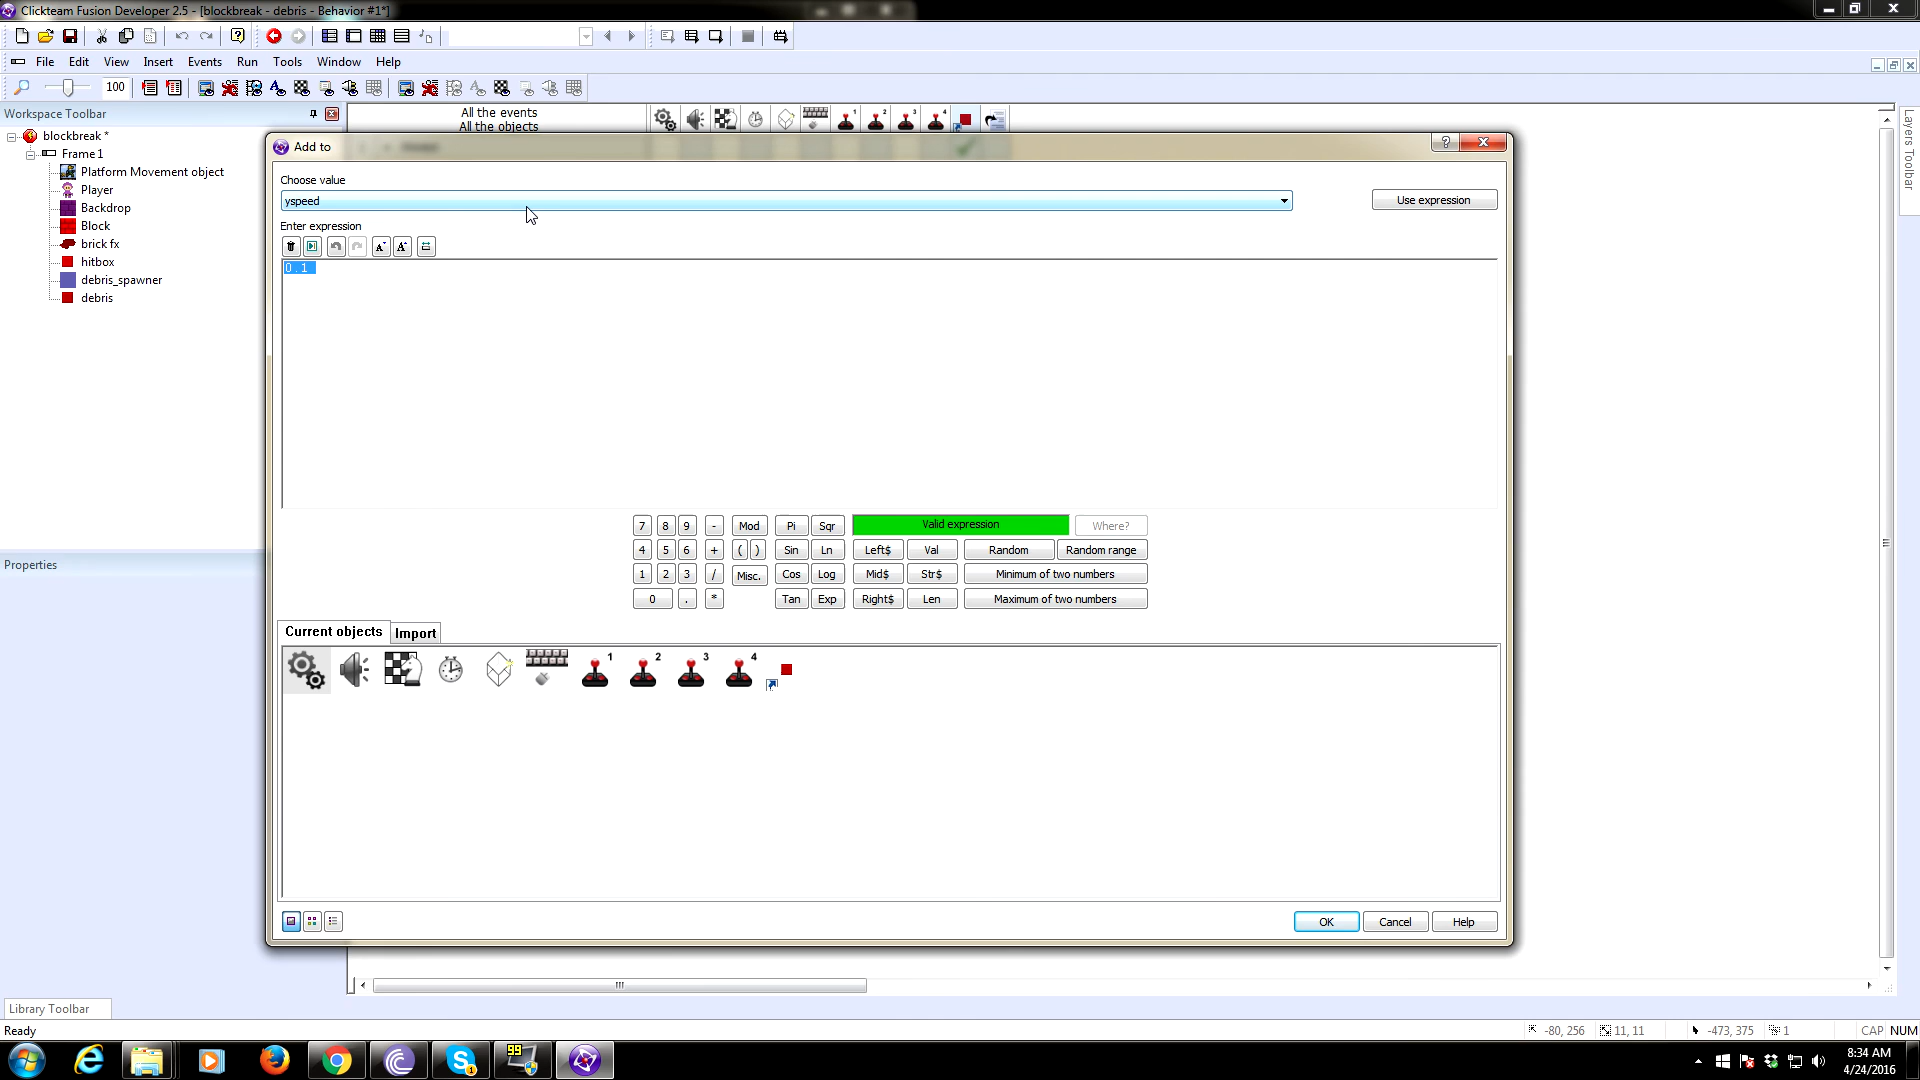 Clickteam Fusion Developer 2.5 - [blockbreak - debris - Behavior #1*]
File Edit View Insert Events Run Tools Window Help
100
Workspace Toolbar
All the events
All the objects
1 2 3 4
Layers Toolbar
blockbreak *
Frame 1
Platform Movement object
Player
Backdrop
Block
brick fx
hitbox
debris_spawner
debris
Add to
Choose value
yspeed
Use expression
Enter expression
0.1
7 8 9 - Mod Pi Sqr Valid expression Where?
4 5 6 + ( ) Sin Ln Left$ Val Random Random range
1 2 3 / Misc. Cos Log Mid$ Str$ Minimum of two numbers
0 . * Tan Exp Right$ Len Maximum of two numbers
Properties
Current objects Import
1 2 3 4
OK Cancel Help
Library Toolbar
Ready
-80, 256 11, 11 -473, 375 1 CAP NUM
99
8:34 AM
4/24/2016